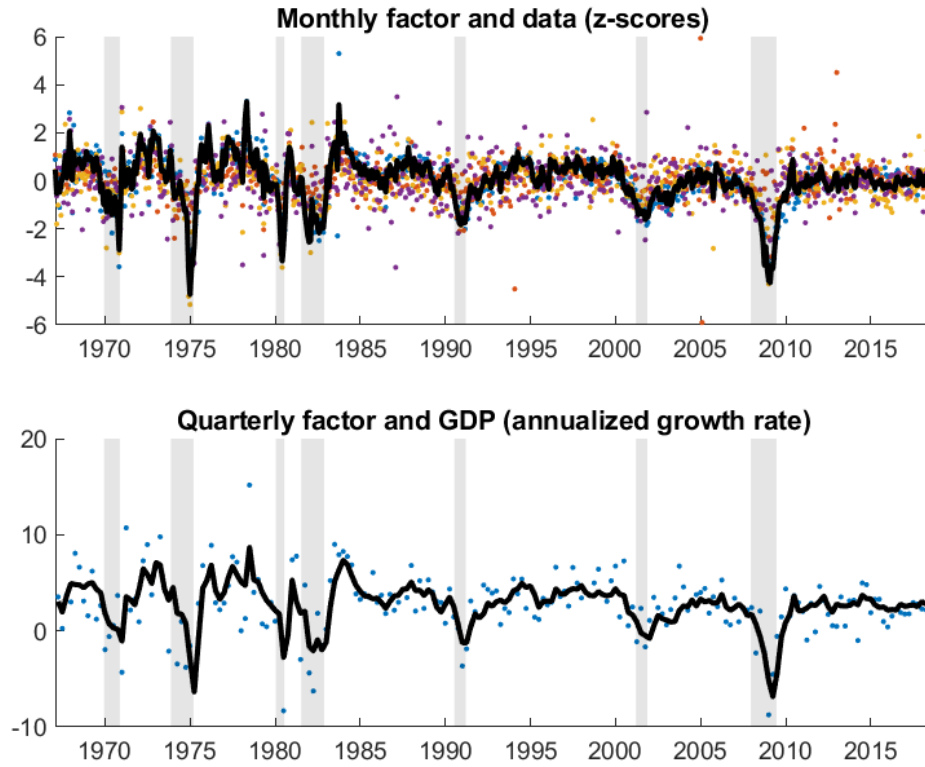 Monthly factor and data (z-scores)
6
4
2
0
-2
-4
-6
1970 1975 1980 1985 1990 1995 2000 2005 2010 2015
Quarterly factor and GDP (annualized growth rate)
20
10
0
-10
1970 1975 1980 1985 1990 1995 2000 2005 2010 2015